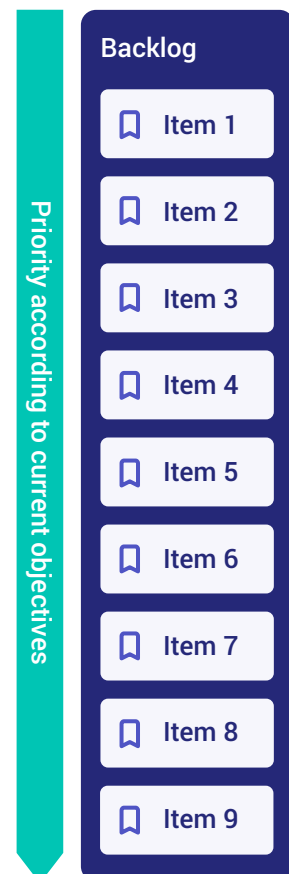 Priority according to current objectives
Backlog
Item 1
Item 2
Item 3
Item 4
Item 5
Item 6
Item 7
Item 8
Item 9